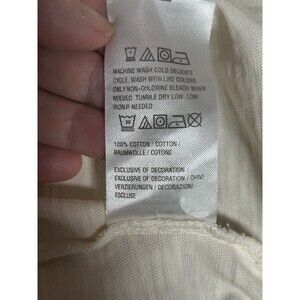 MACHINE WASH COLD, DELICATE
CYCLE. WASH WITH LIKE COLORS.
ONLY NON-CHLORINE BLEACH WHEN
NEEDED. TUMBLE DRY LOW. LOW
IRON IF NEEDED.
30
100% COTTON / COTTON /
BAUMWOLLE / COTONE
EXCLUSIVE OF DECORATION /
EXCLUSIVE OF DECORATION / OHNE
VERZIERUNGEN / DECORAZIONI
ESCLUSE